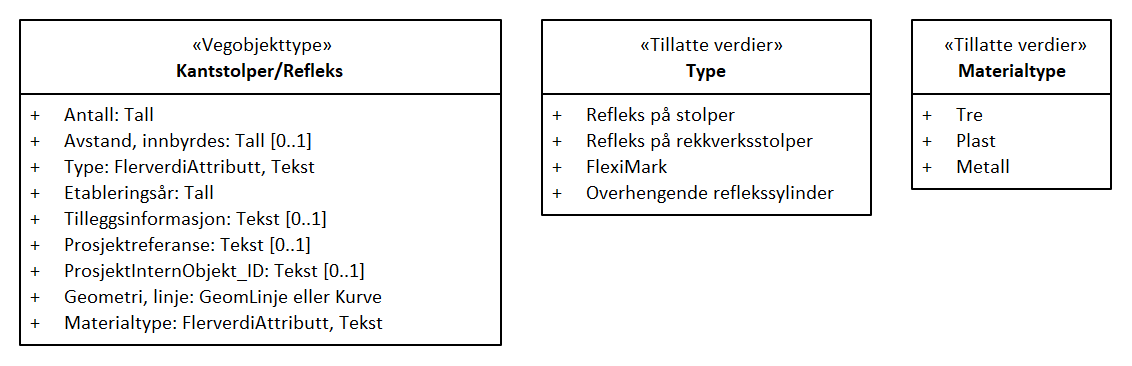 «Vegobjekttype»
Kantstolper/Refleks
+ Antall: Tall
+ Avstand, innbyrdes: Tall [0..1]
+ Type: FlerverdiAttributt, Tekst
+ Etableringsår: Tall
+ Tilleggsinformasjon: Tekst [0..1]
+ Prosjektreferanse: Tekst [0..1]
+ ProsjektInternObjekt_ID: Tekst [0..1]
+ Geometri, linje: GeomLinje eller Kurve
+ Materialtype: FlerverdiAttributt, Tekst
«Tillatte verdier»
Type
+ Refleks på stolper
+ Refleks på rekkverksstolper
+ FlexiMark
+ Overhengende reflekssylinder
«Tillatte verdier»
Materialtype
+ Tre
+ Plast
+ Metall